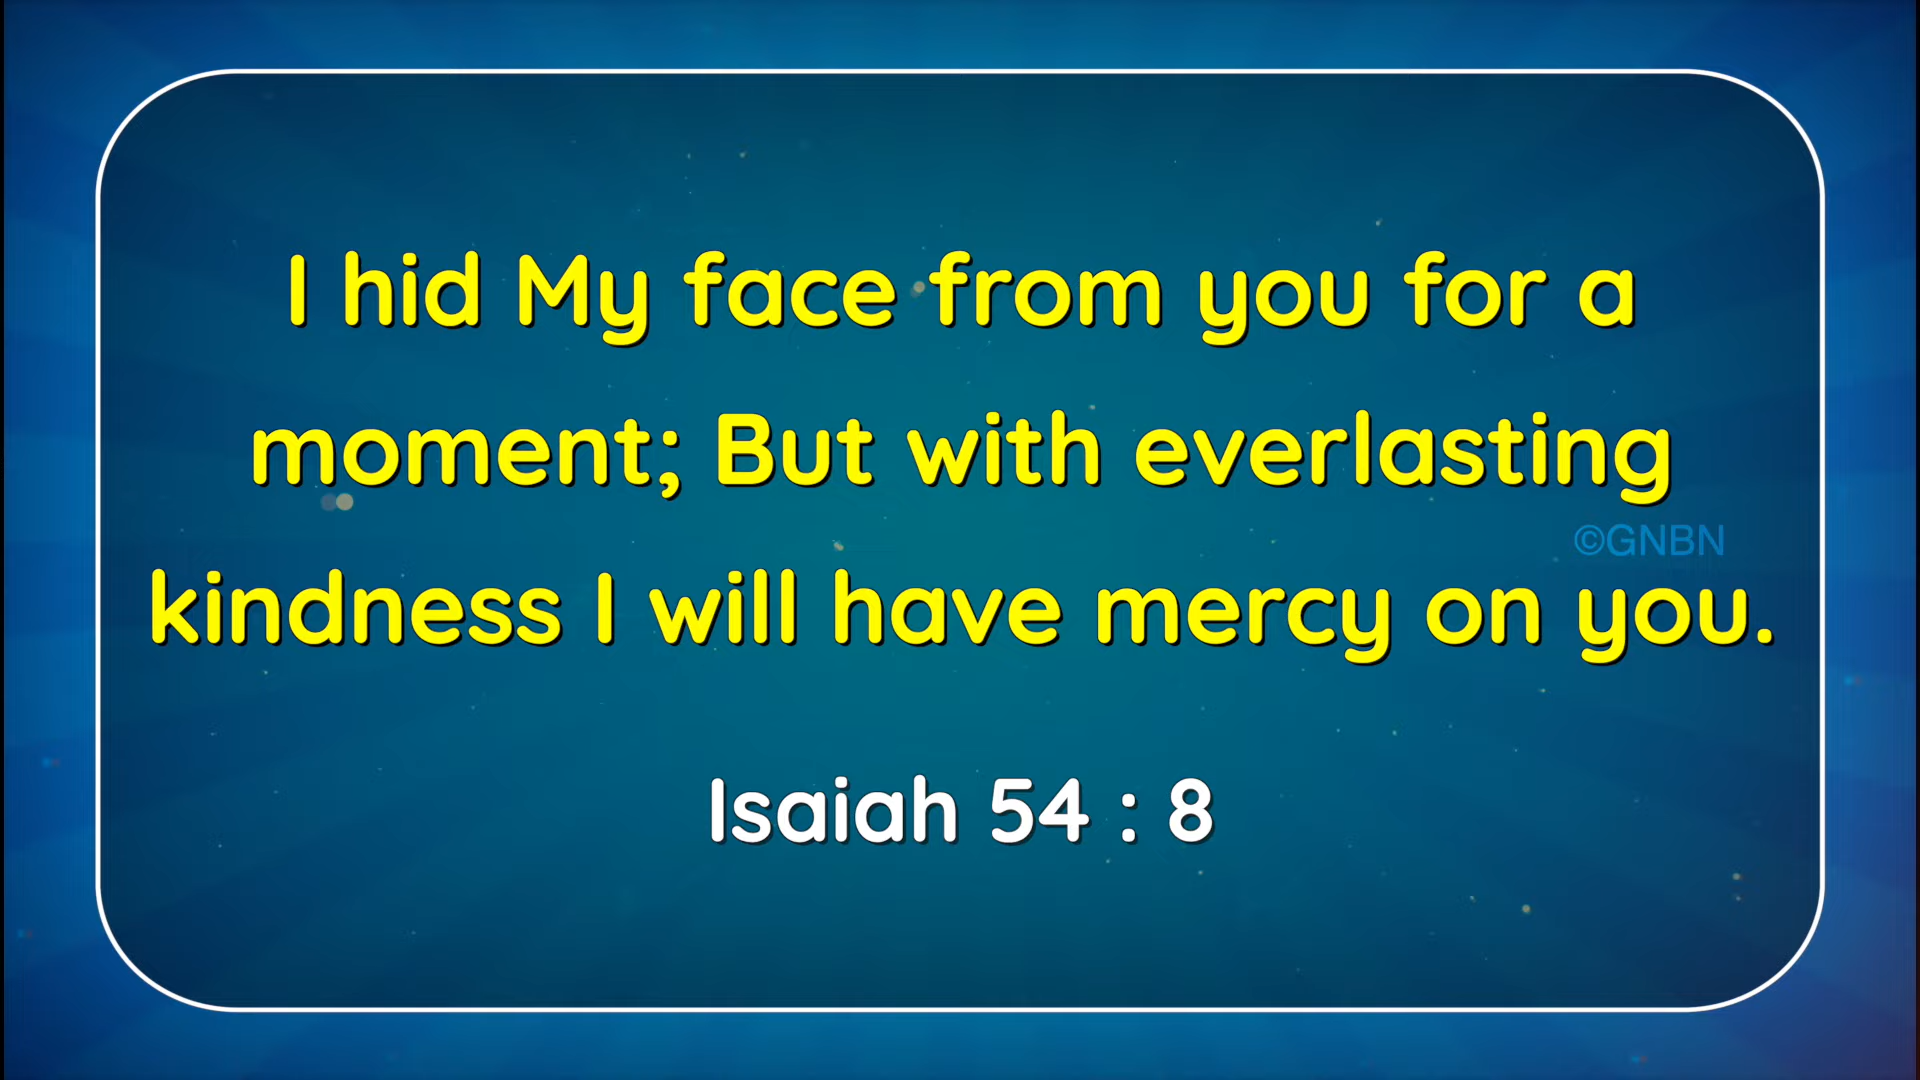 I hid My face from you for a
moment; But with everlasting
©GNBN
kindness I will have mercy on you.
Isaiah 54 : 8